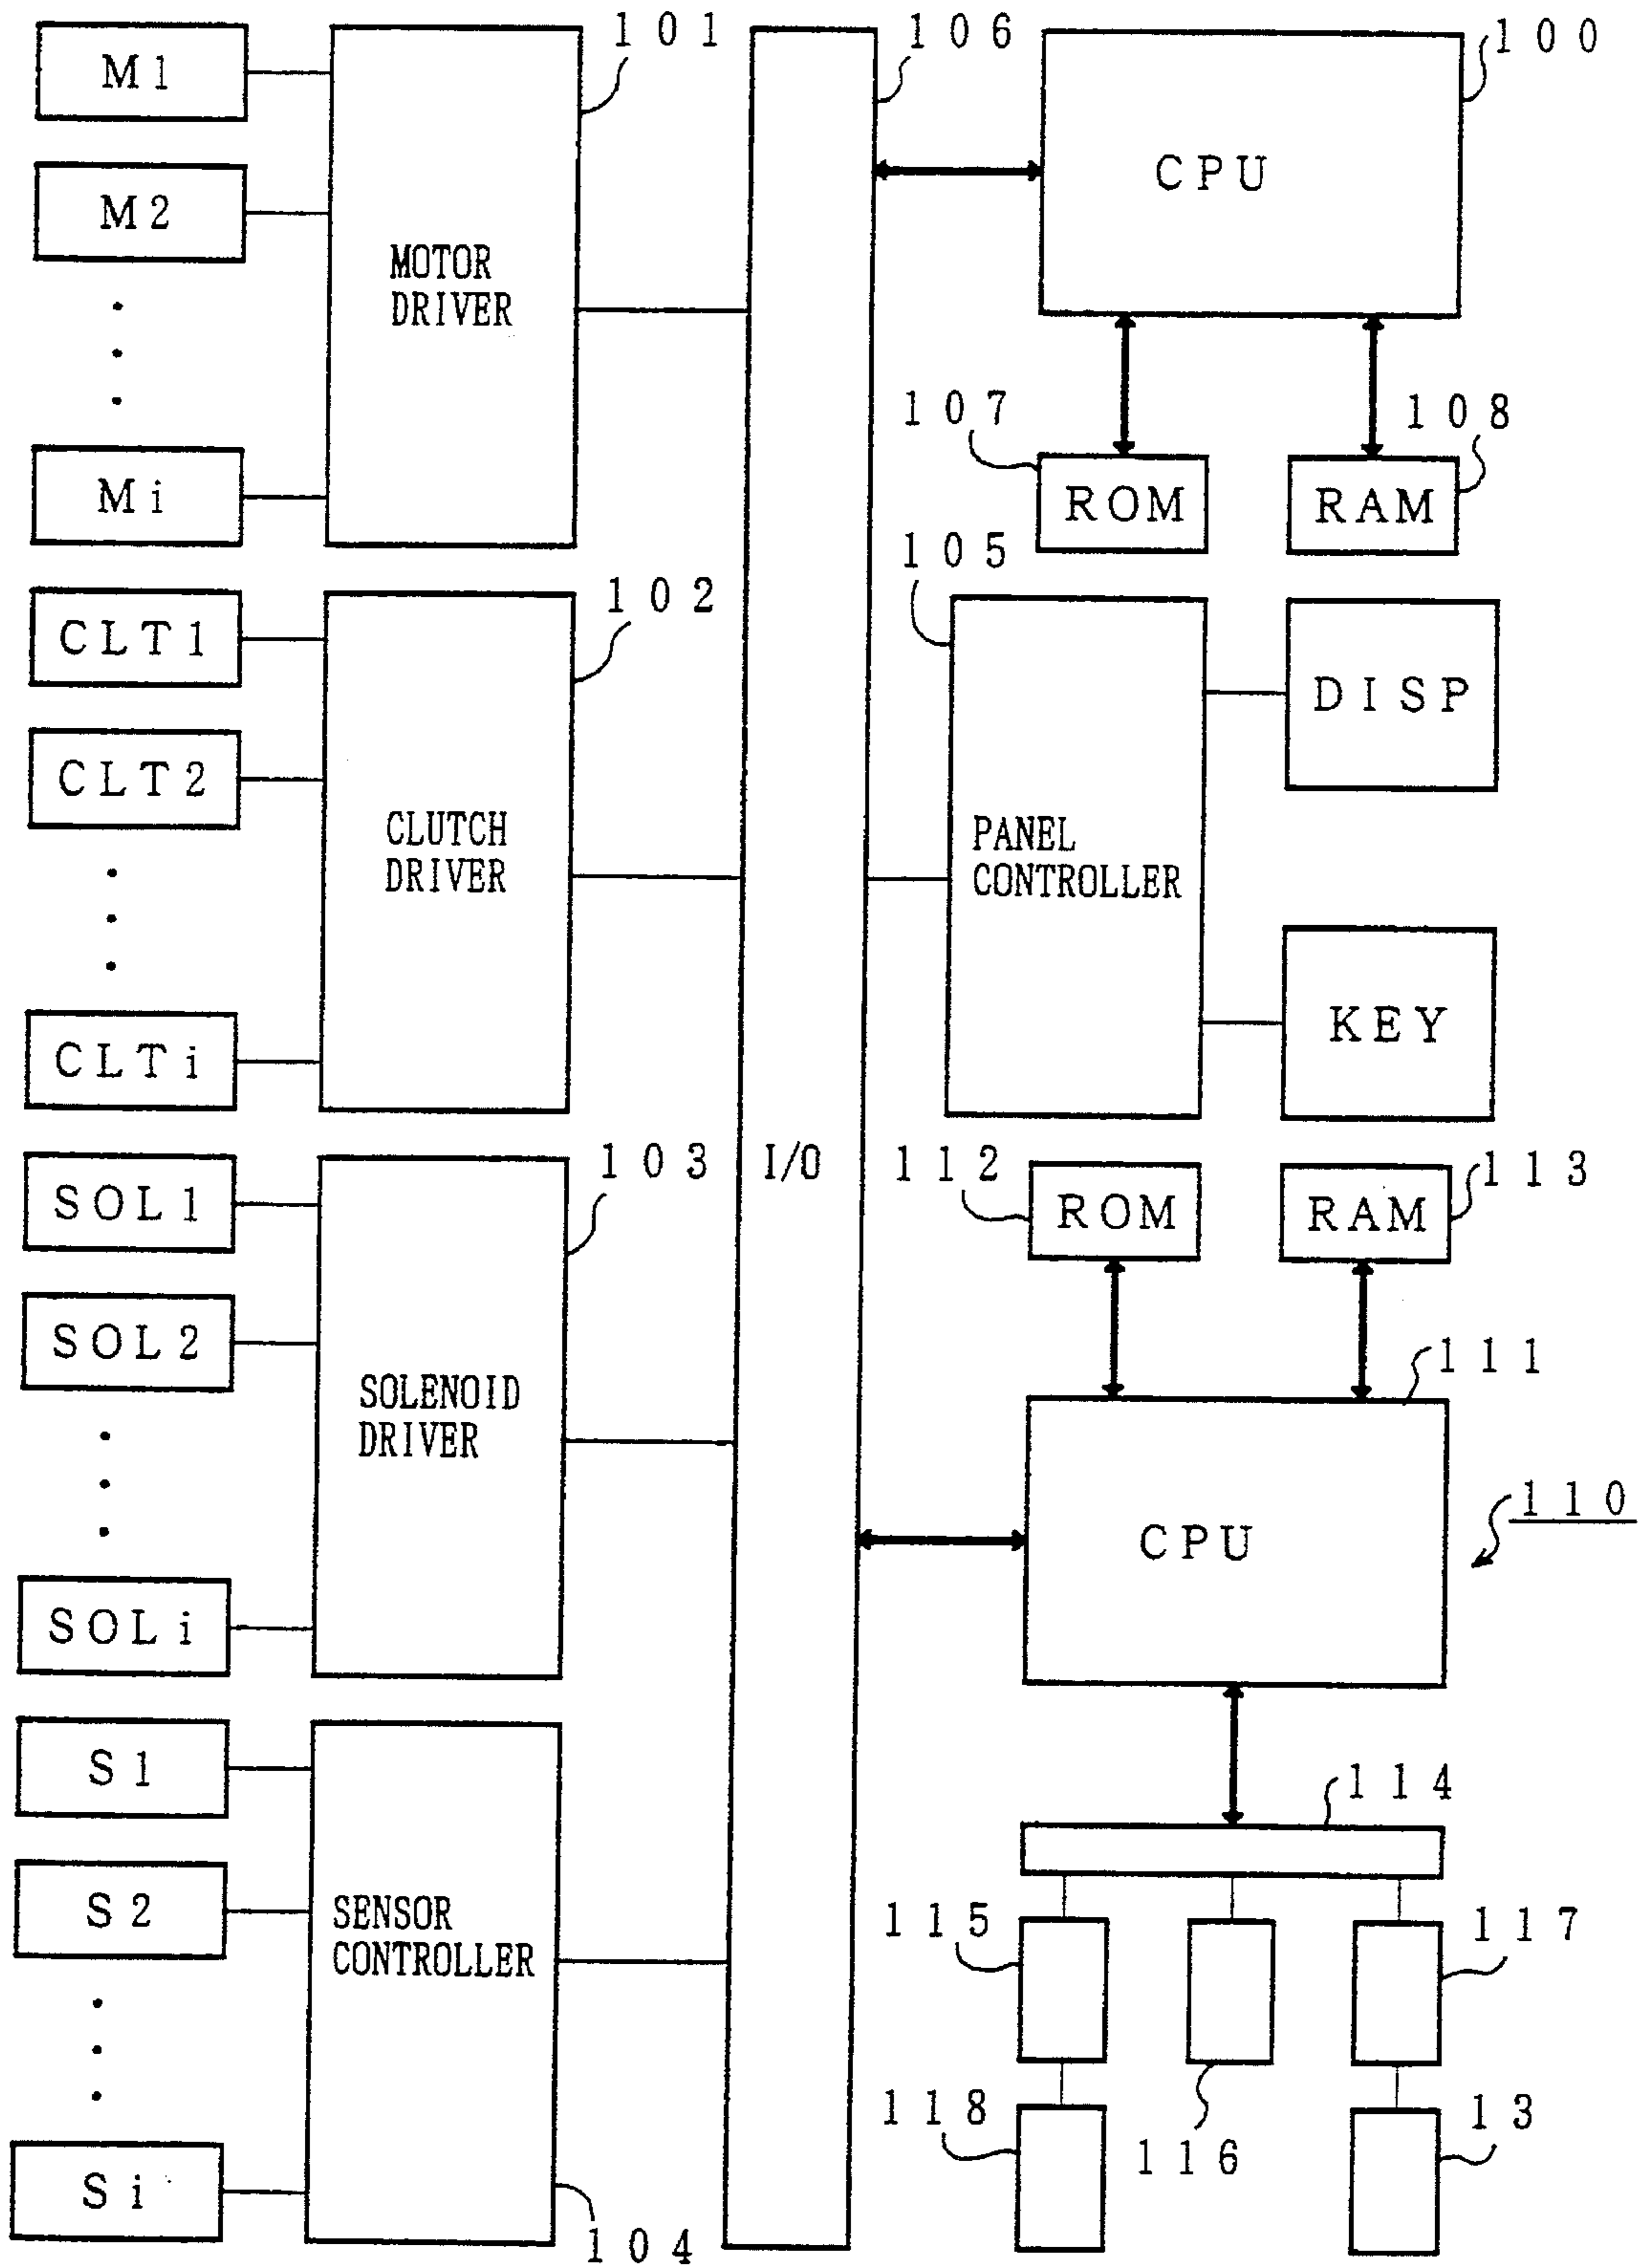 M1
M2
Mi
101
MOTOR
DRIVER
CLT1
CLT2
CLTi
102
CLUTCH
DRIVER
SOL1
SOL2
SOLi
103
SOLENOID
DRIVER
S1
S2
Si
SENSOR
CONTROLLER
104
106
I/O
100
CPU
107
ROM
108
RAM
105
PANEL
CONTROLLER
DISP
KEY
112
ROM
113
RAM
111
CPU
110
114
115
117
118
116
13